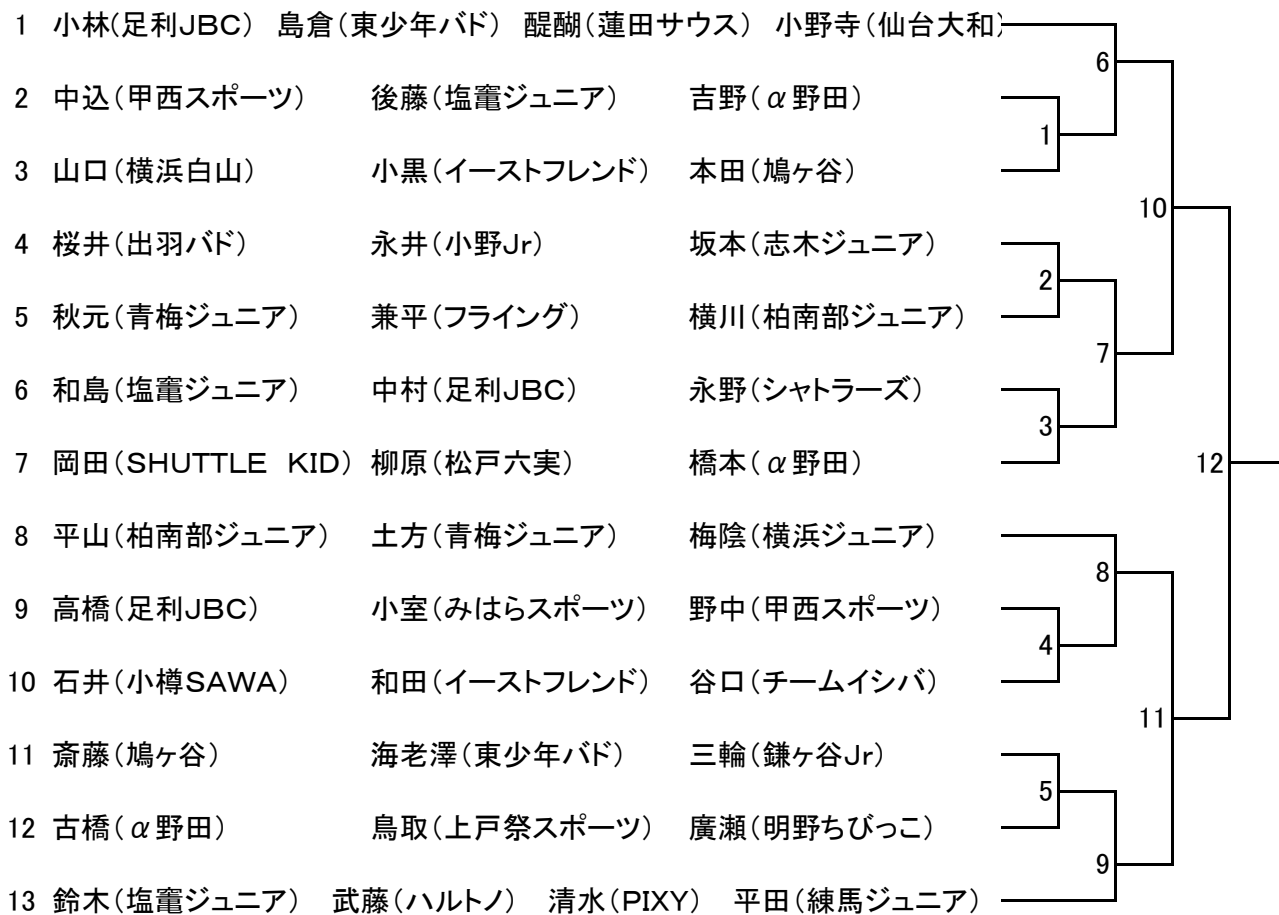 1 小林(足利JBC) 島倉(東少年バド) 醍醐(蓮田サウス) 小野寺(仙台大和)
6
2 中込(甲西スポーツ) 後藤(塩竈ジュニア) 吉野(α野田)
1
3 山口(横浜白山) 小黒(イーストフレンド) 本田(鳩ヶ谷)
10
4 桜井(出羽バド) 永井(小野Jr) 坂本(志木ジュニア)
2
5 秋元(青梅ジュニア) 兼平(フライング) 横川(柏南部ジュニア)
7
6 和島(塩竈ジュニア) 中村(足利JBC) 永野(シャトラーズ)
3
7 岡田(SHUTTLE KID) 柳原(松戸六実) 橋本(α野田) 12
8 平山(柏南部ジュニア) 土方(青梅ジュニア) 梅陰(横浜ジュニア)
8
9 高橋(足利JBC) 小室(みはらスポーツ) 野中(甲西スポーツ)
4
10 石井(小樽SAWA) 和田(イーストフレンド) 谷口(チームイシバ)
11
11 斎藤(鳩ヶ谷) 海老澤(東少年バド) 三輪(鎌ヶ谷Jr)
5
12 古橋(α野田) 鳥取(上戸祭スポーツ) 廣瀬(明野ちびっこ)
9
13 鈴木(塩竈ジュニア) 武藤(ハルトノ) 清水(PIXY) 平田(練馬ジュニア)